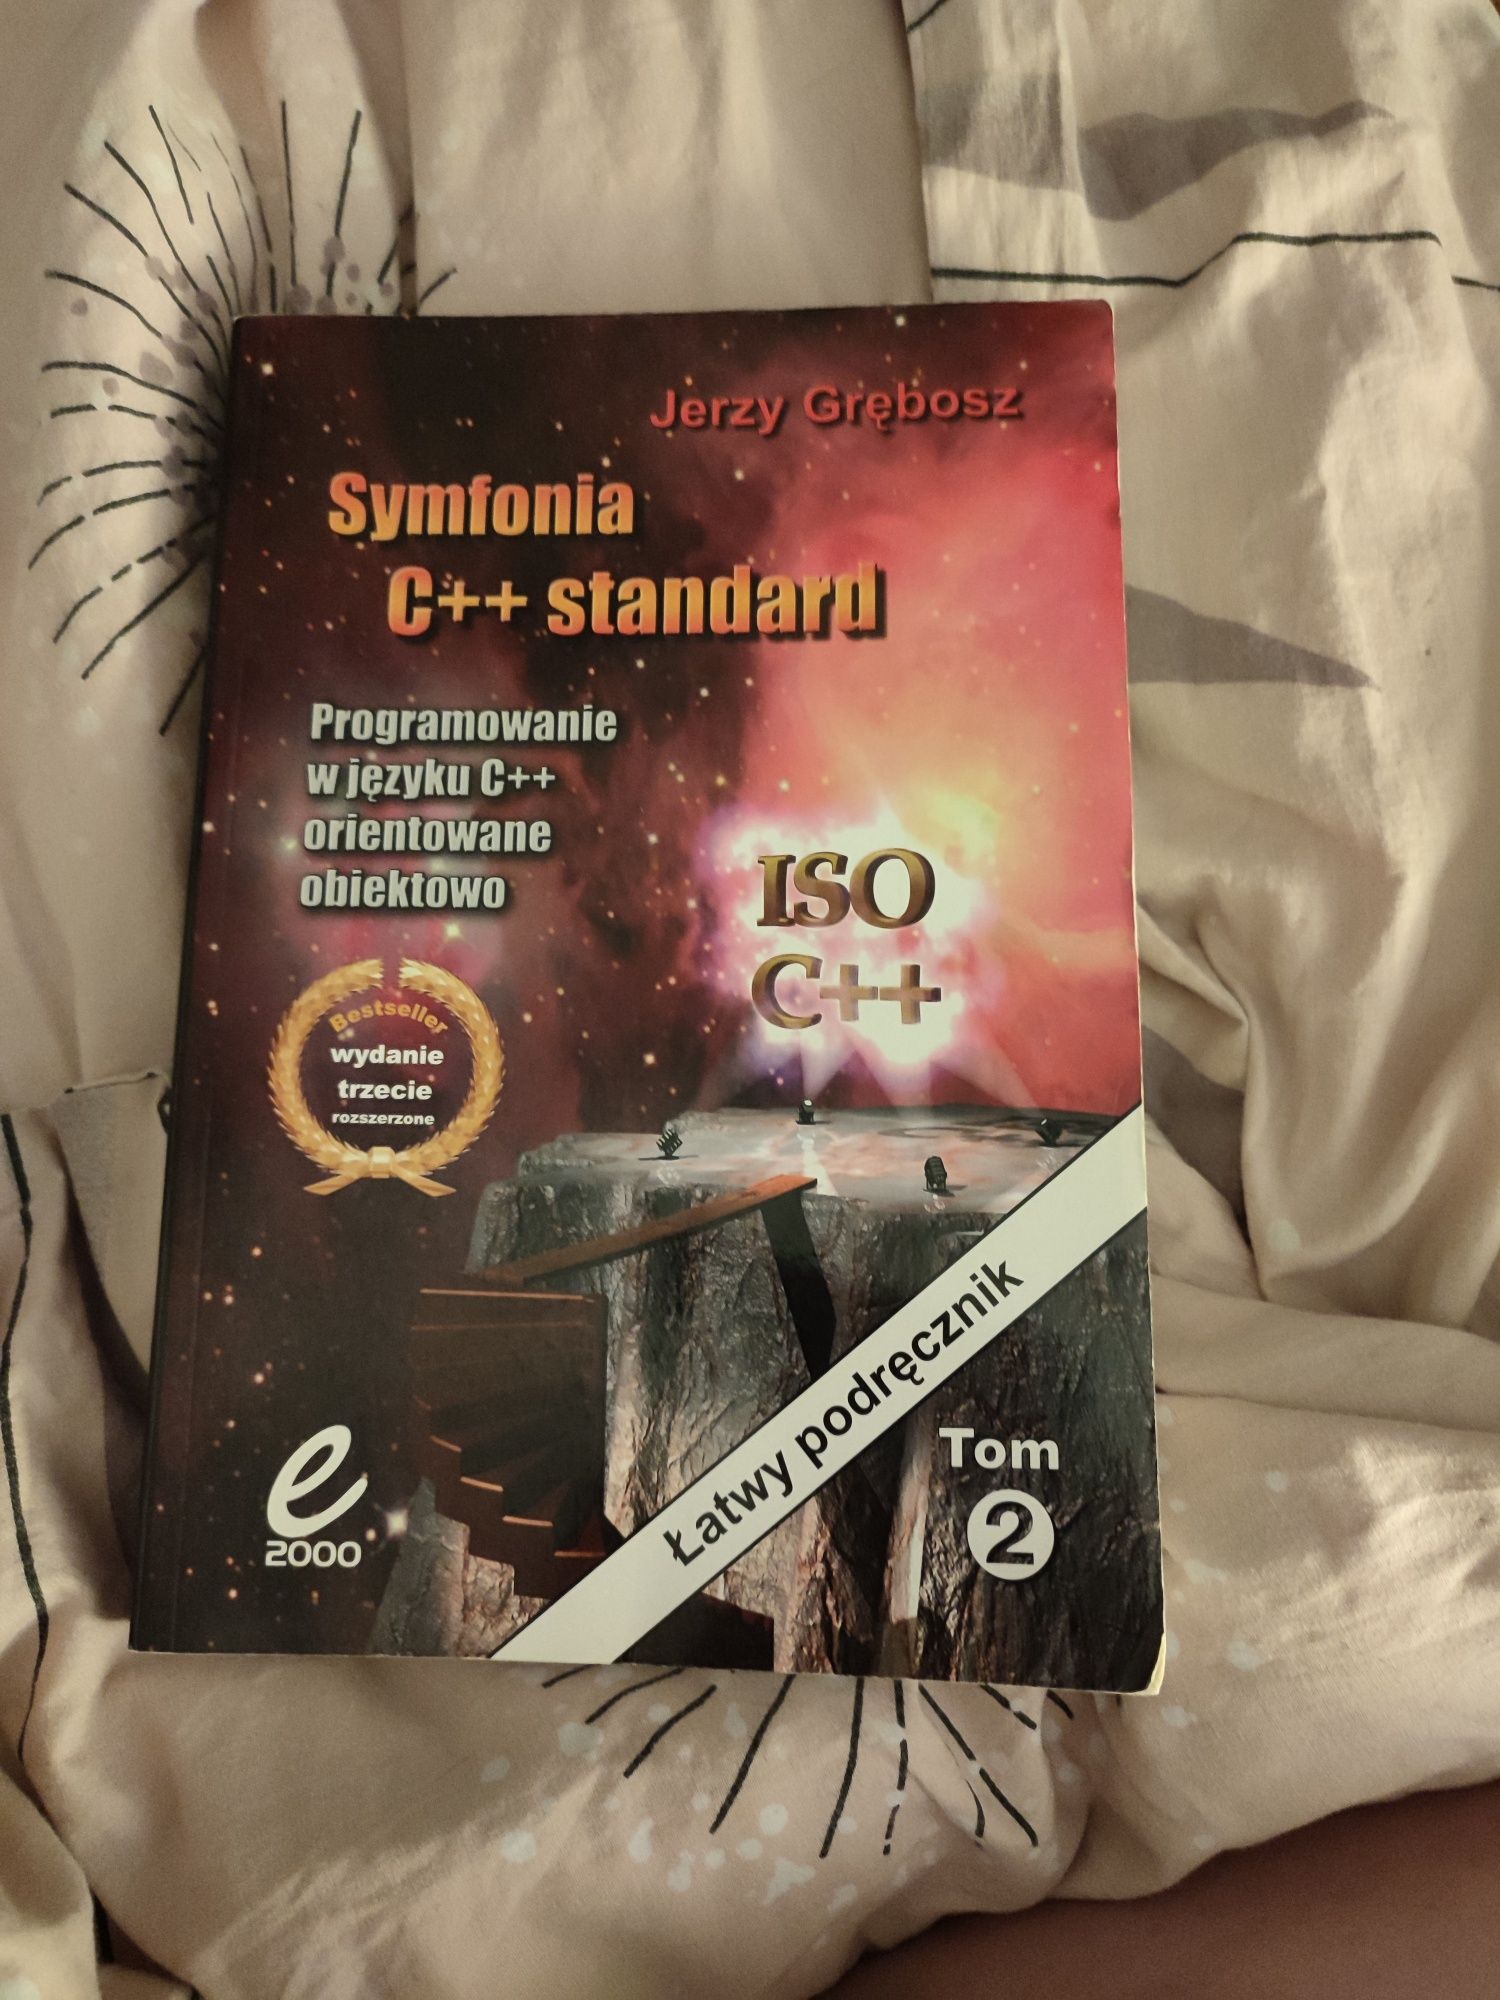 Jerzy Grębosz
Symfonia
C++ standard
Programowanie
w języku C++
orientowane
obiektowo
ISO
C++
Bestseller
wydanie
trzecie
rozszerzone
Łatwy podręcznik
Tom
2
e
2000